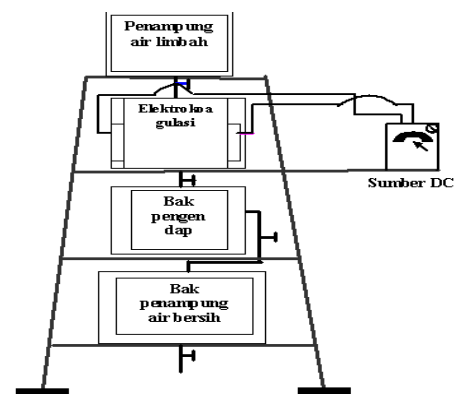 Penampung
air limbah
Elektrokoa
gulasi
Sumber DC
Bak
pengen
dap
Bak
penampung
air bersih